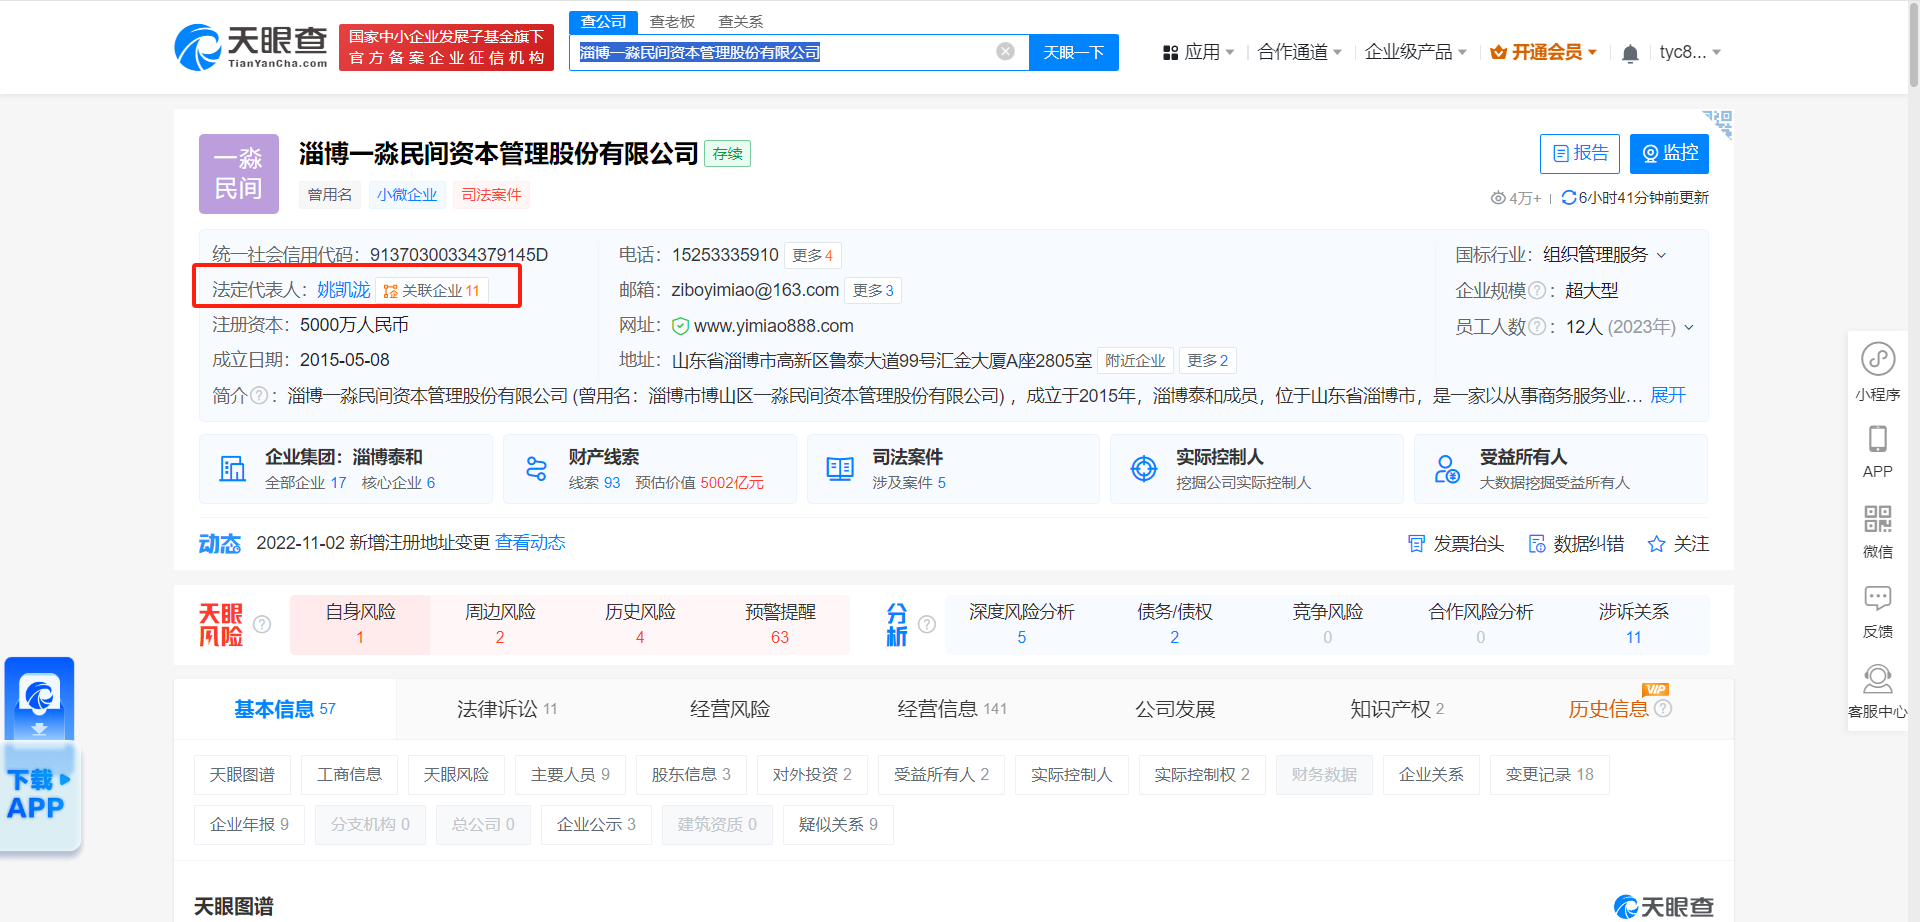 天眼查
TianYanCha.com
国家中小企业发展子基金旗下
官方备案企业征信机构
查公司 查老板 查关系
淄博一淼民间资本管理股份有限公司 天眼一下
应用 合作通道 企业级产品 开通会员 tyc8...
一淼
民间
淄博一淼民间资本管理股份有限公司 存续
曾用名 小微企业 司法案件
报告 监控
4万+ 6小时41分钟前更新
统一社会信用代码：91370300334379145D
法定代表人：姚凯泷 关联企业 11
注册资本：5000万人民币
成立日期：2015-05-08
电话：15253335910 更多 4
邮箱：ziboyimiao@163.com 更多 3
网址：www.yimiao888.com
地址：山东省淄博市高新区鲁泰大道99号汇金大厦A座2805室 附近企业 更多 2
国标行业：组织管理服务
企业规模?：超大型
员工人数?：12人 (2023年)
简介?：淄博一淼民间资本管理股份有限公司 (曾用名：淄博市博山区一淼民间资本管理股份有限公司) ，成立于2015年，淄博泰和成员，位于山东省淄博市，是一家以从事商务服务业... 展开
企业集团：淄博泰和
全部企业 17 核心企业 6
财产线索
线索 93 预估价值 5002亿元
司法案件
涉及案件 5
实际控制人
挖掘公司实际控制人
受益所有人
大数据挖掘受益所有人
动态 2022-11-02 新增注册地址变更 查看动态
发票抬头 数据纠错 关注
天眼
风险 ?
自身风险 周边风险 历史风险 预警提醒
1 2 4 63
分
析 ?
深度风险分析 债务/债权 竞争风险 合作风险分析 涉诉关系
5 2 0 0 11
基本信息 57 法律诉讼 11 经营风险 经营信息 141 公司发展 知识产权 2 历史信息 ? VIP
天眼图谱 工商信息 天眼风险 主要人员 9 股东信息 3 对外投资 2 受益所有人 2 实际控制人 实际控制权 2 财务数据 企业关系 变更记录 18
企业年报 9 分支机构 0 总公司 0 企业公示 3 建筑资质 0 疑似关系 9
天眼图谱
天眼查
小程序
APP
微信
反馈
客服中心
下载
APP